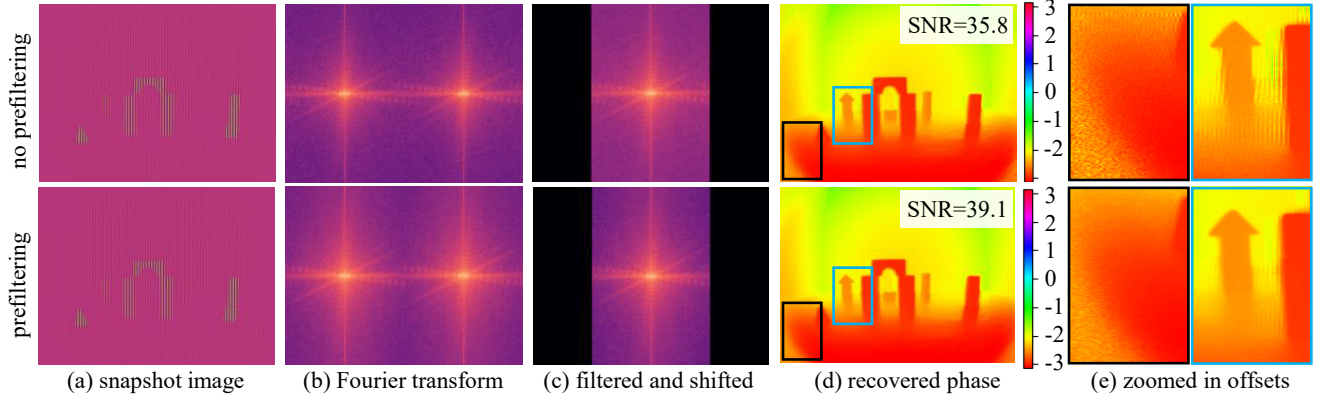 no prefiltering
SNR=35.8
3
2
1
0
-1
-2
prefiltering
SNR=39.1
3
2
1
0
-1
-2
-3
(a) snapshot image
(b) Fourier transform
(c) filtered and shifted
(d) recovered phase
(e) zoomed in offsets